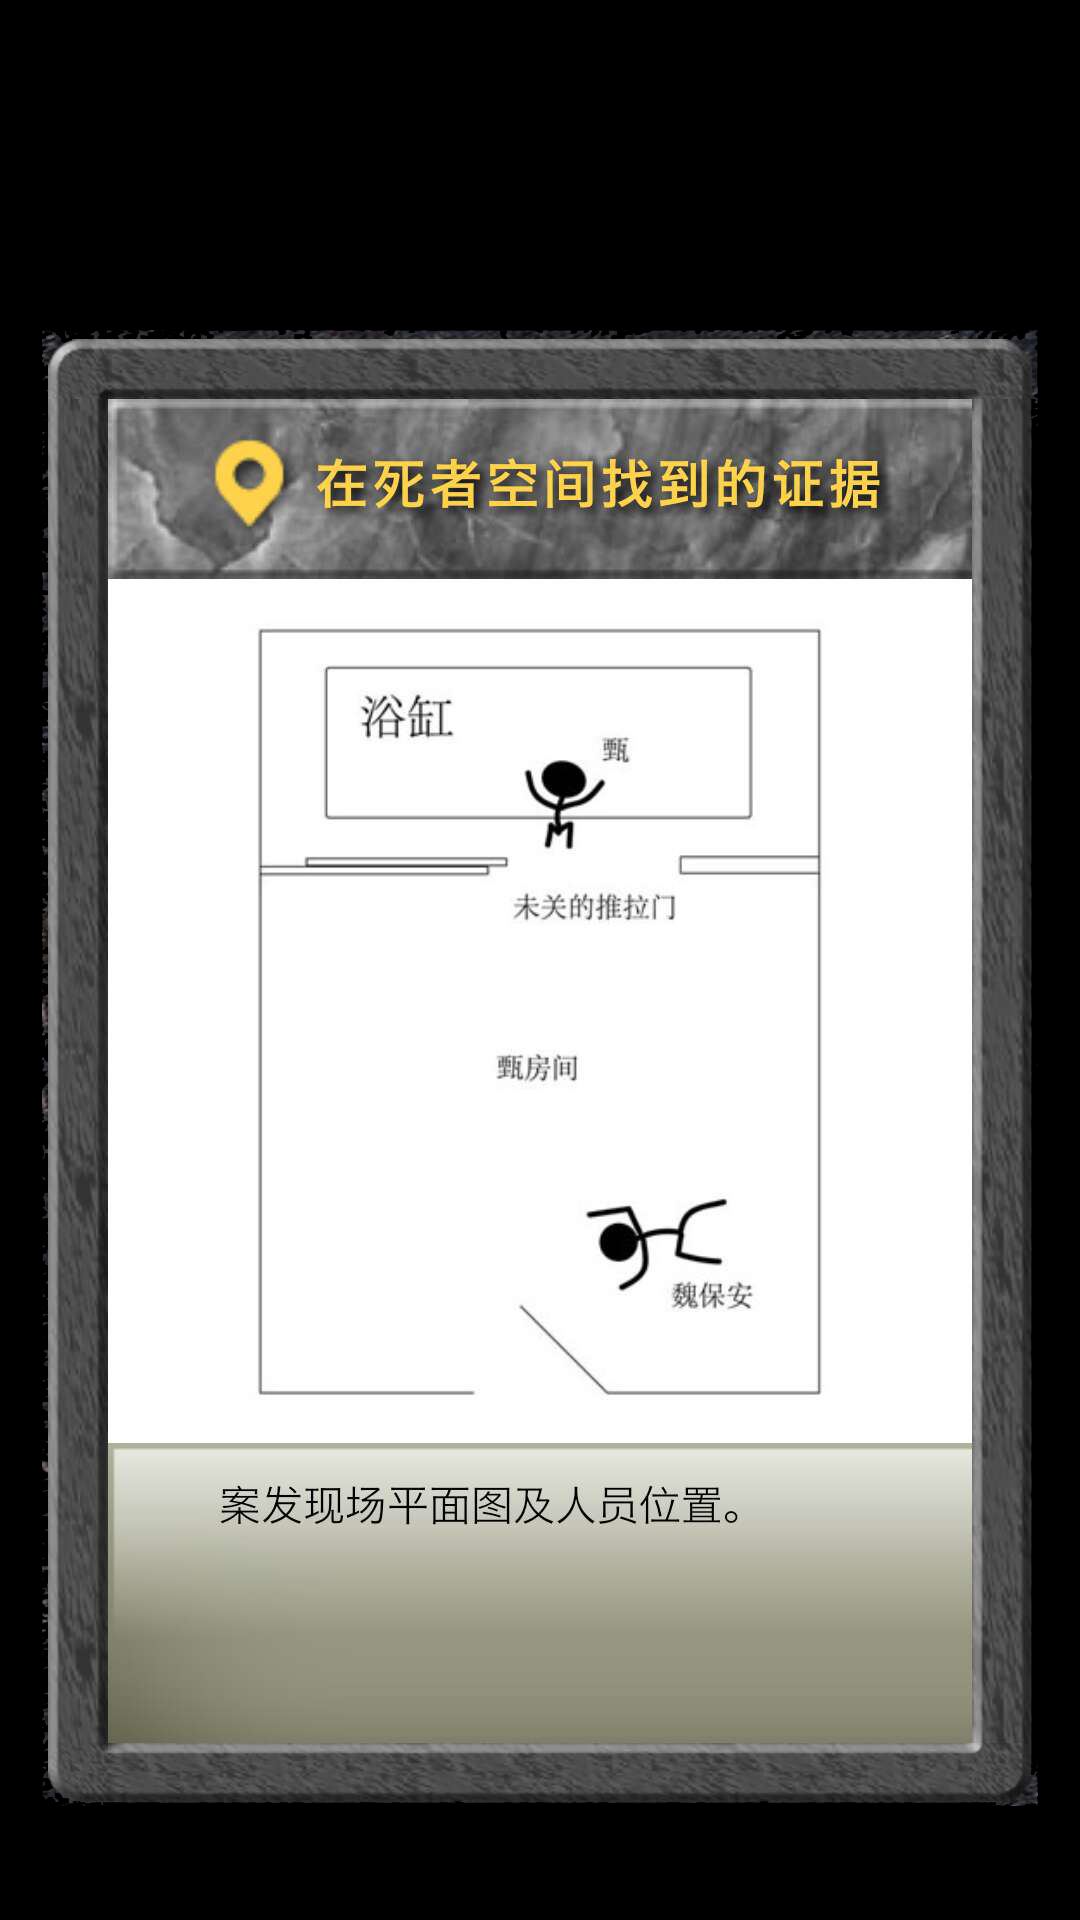 在死者空间找到的证据
浴缸
甄
未关的推拉门
甄房间
魏保安
案发现场平面图及人员位置。